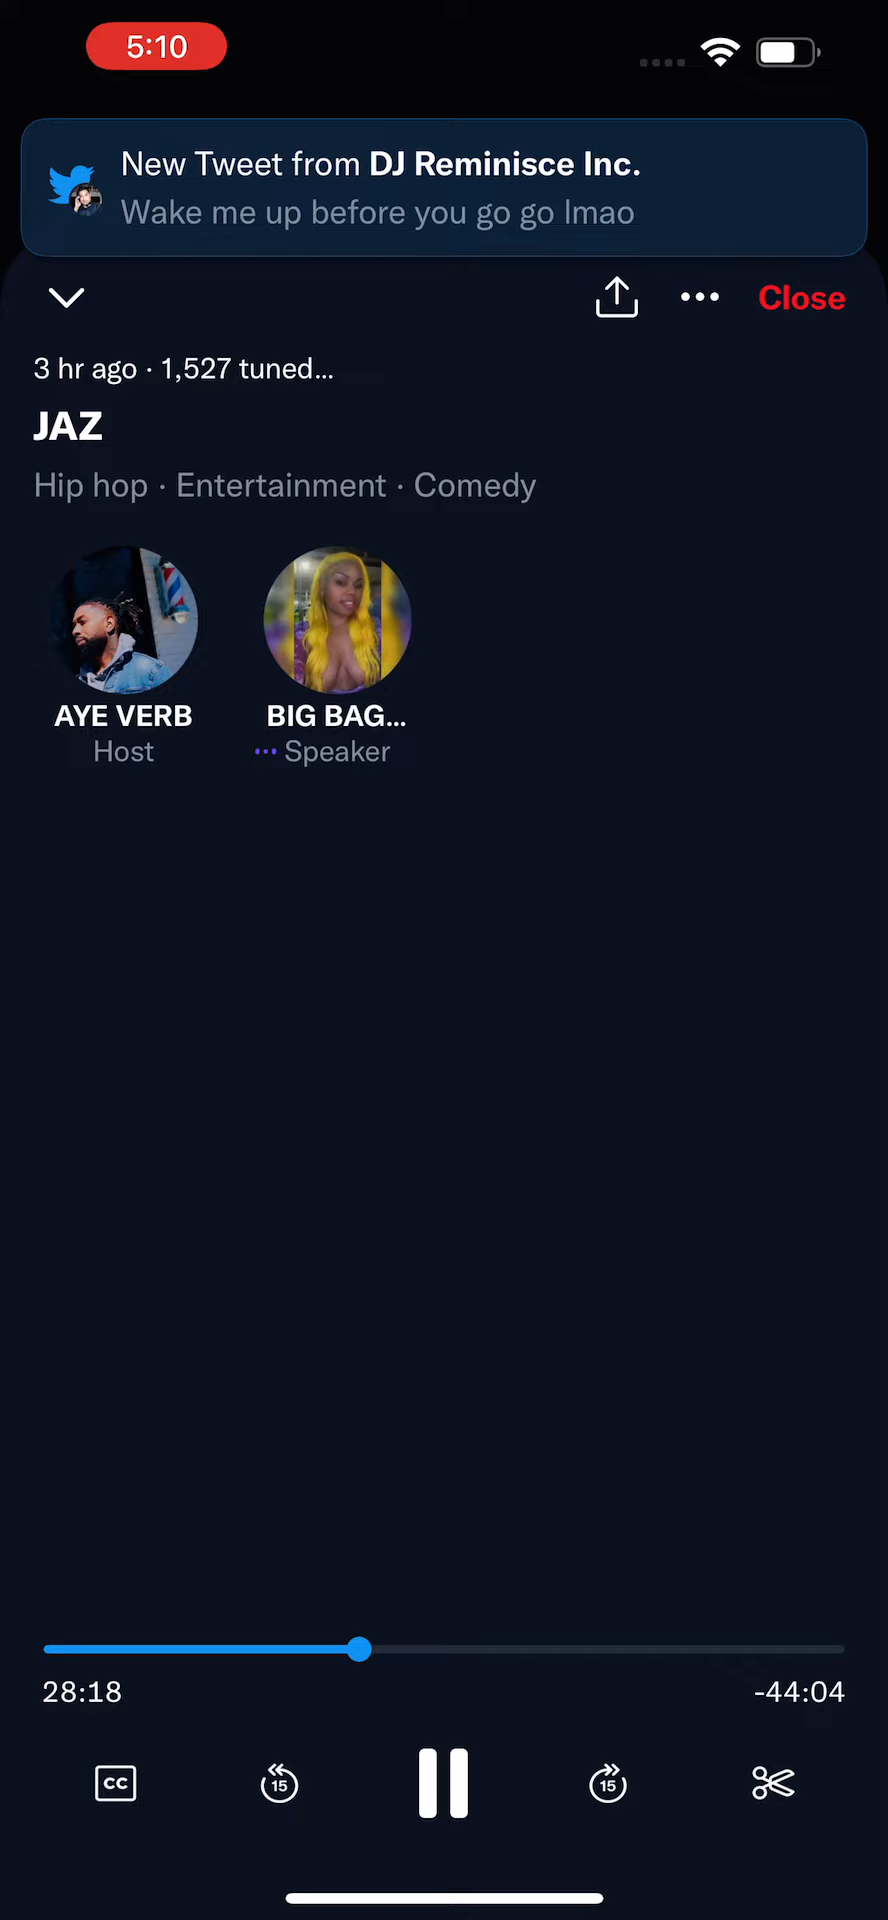 5:10
New Tweet from DJ Reminisce Inc.
Wake me up before you go go lmao
Close
3 hr ago · 1,527 tuned...
JAZ
Hip hop · Entertainment · Comedy
AYE VERB
BIG BAG...
Host
Speaker
28:18
-44:04
CC
15
15